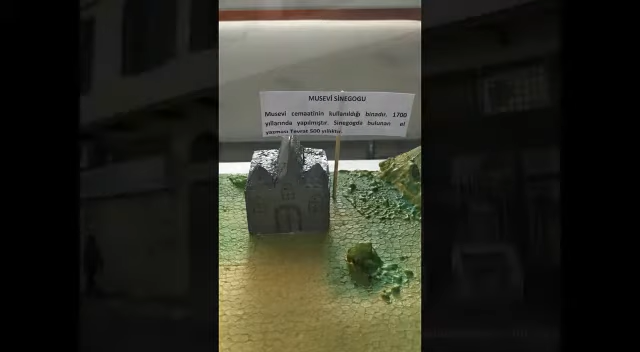 MUSEVİ SİNEGOGU
Musevi cemaatinin kullanıldığı binadır. 1700
yıllarında yapılmıştır. Sinegogda bulunan el
yazması Tevrat 500 yıllıktır.